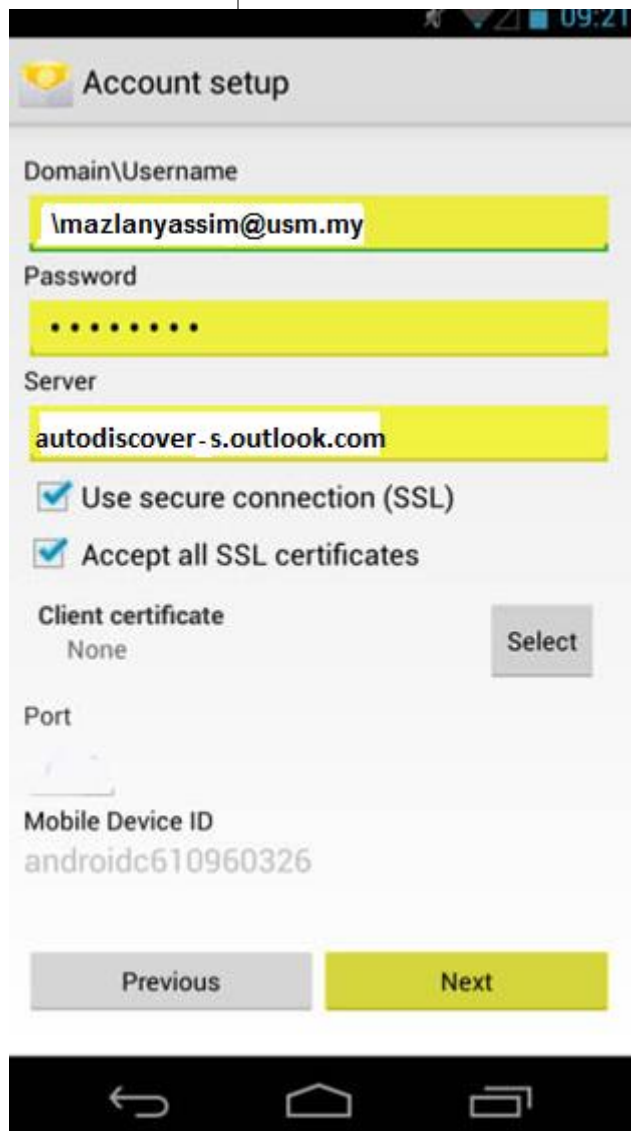 09:21
Account setup
Domain\Username
\mazlanyassim@usm.my
Password
••••••••
Server
autodiscover-s.outlook.com
Use secure connection (SSL)
Accept all SSL certificates
Client certificate
None
Select
Port
Mobile Device ID
androidc610960326
Previous
Next